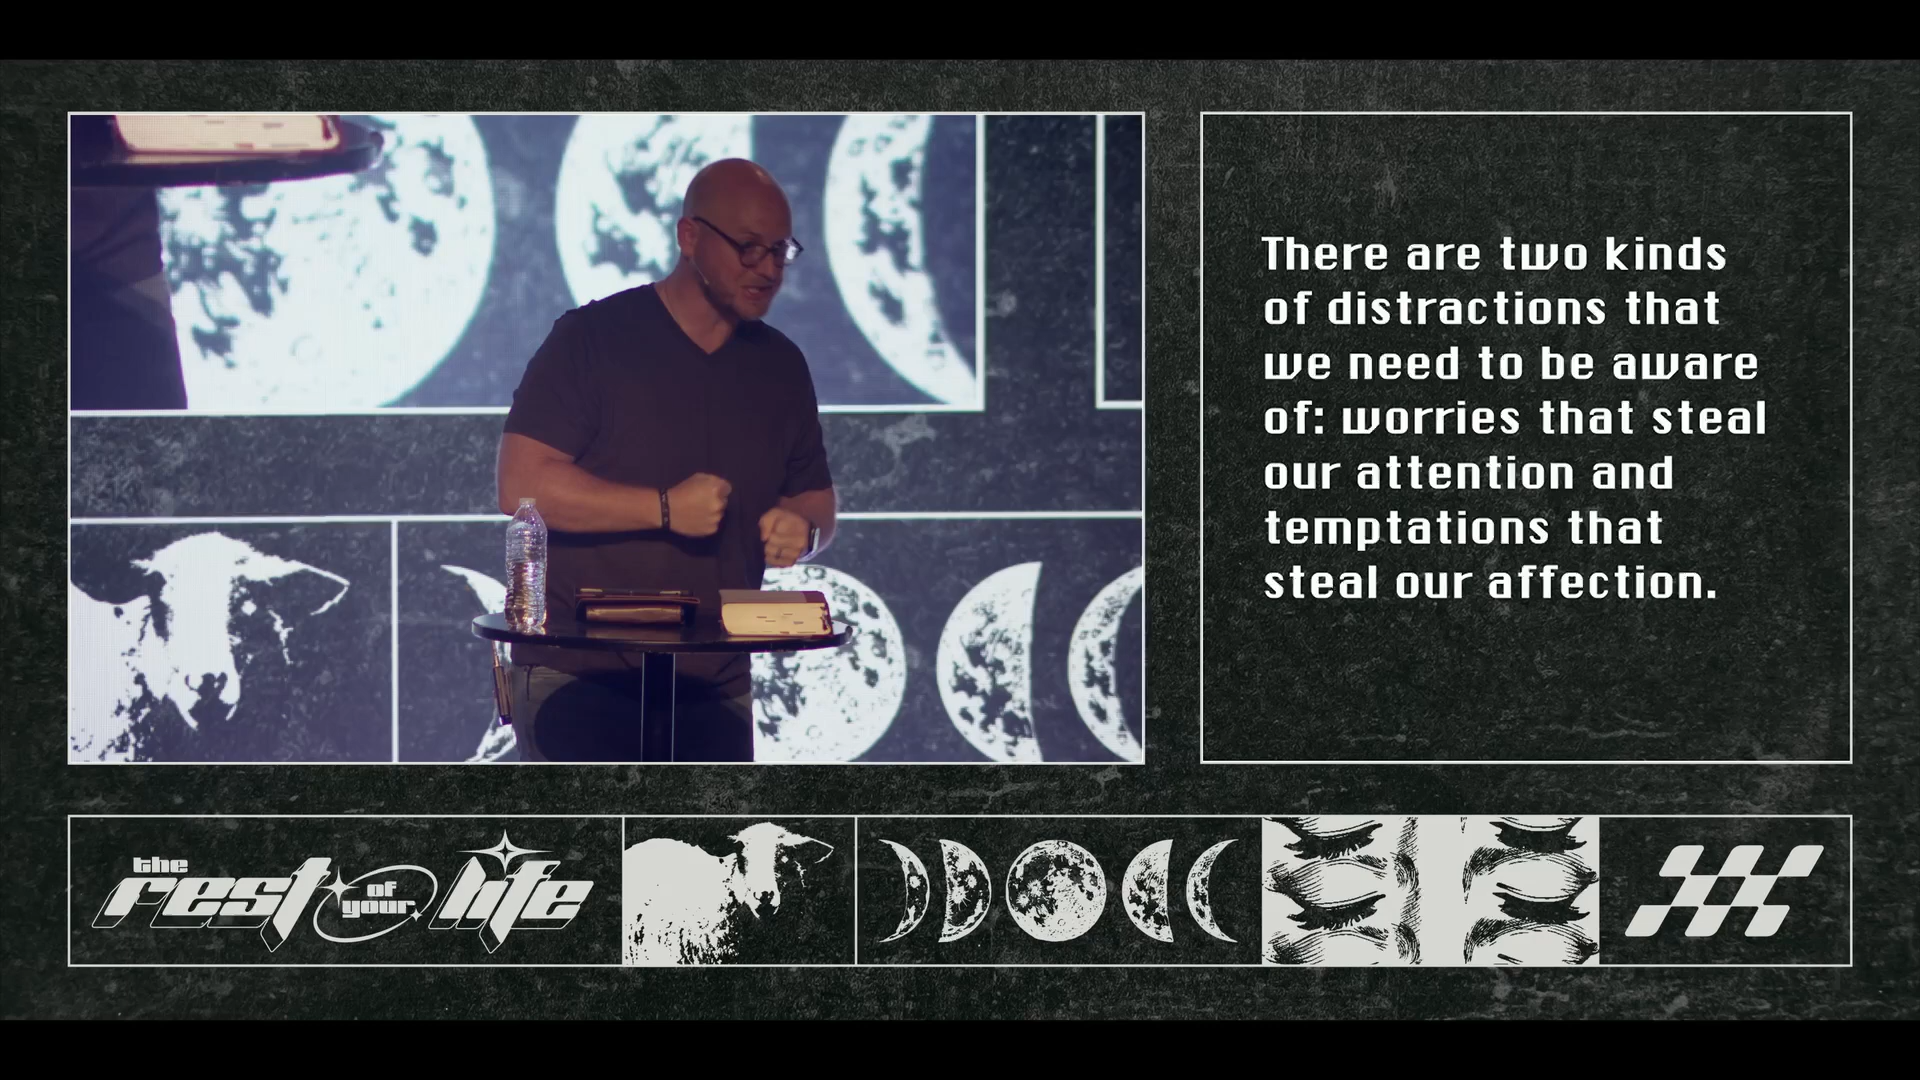 There are two kinds
of distractions that
we need to be aware
of: worries that steal
our attention and
temptations that
steal our affection.
the
rest of your life